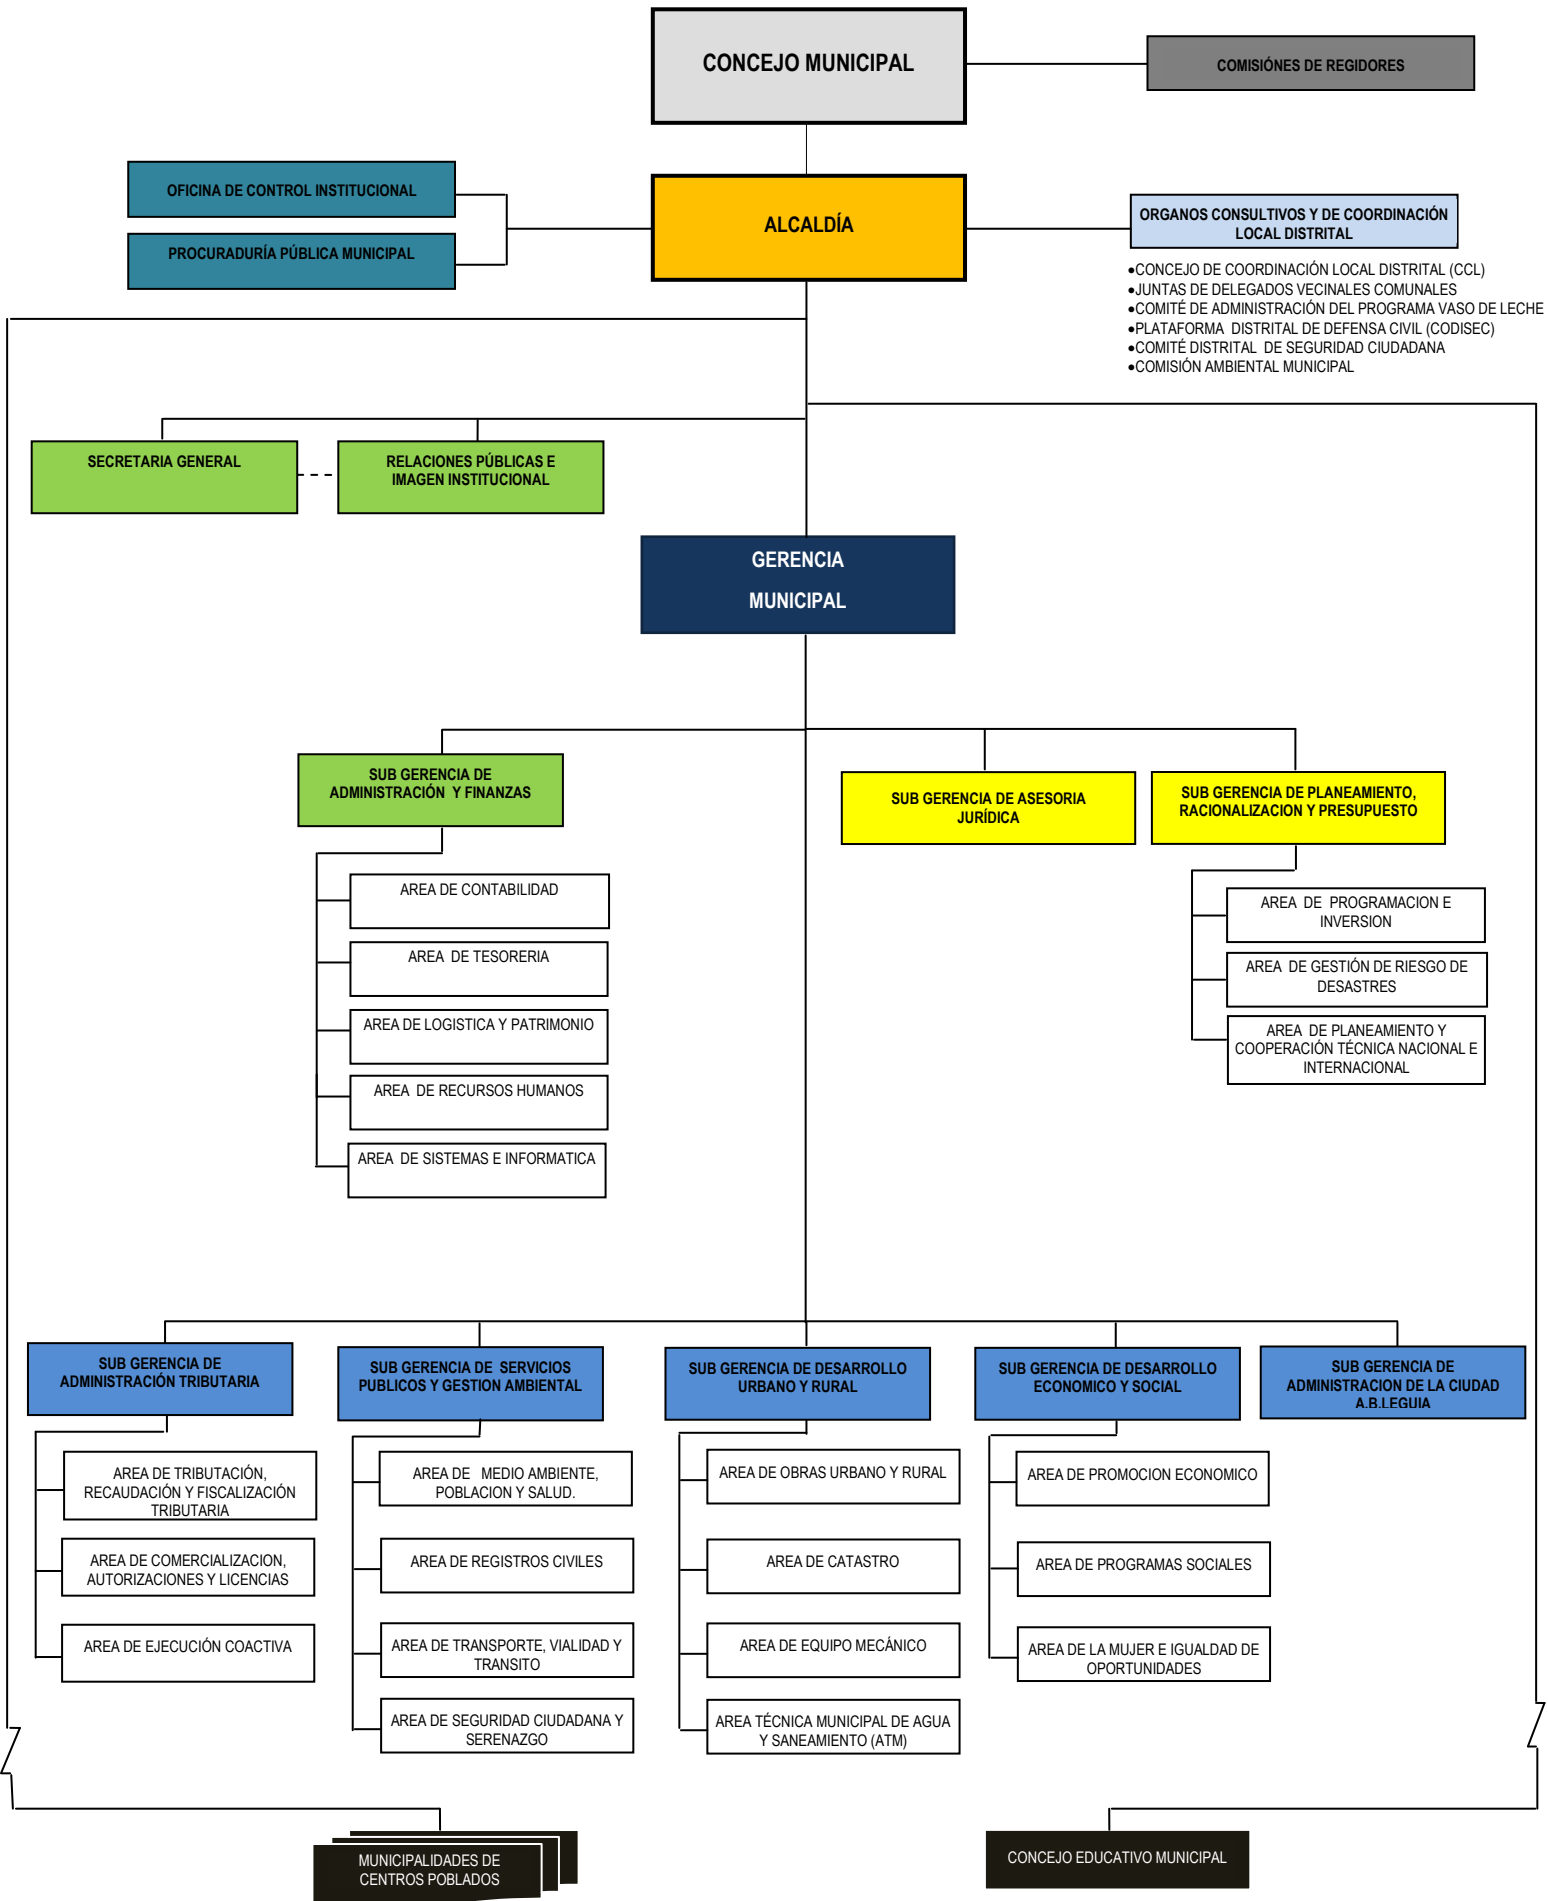 CONCEJO MUNICIPAL
COMISIÓNES DE REGIDORES
OFICINA DE CONTROL INSTITUCIONAL
PROCURADURÍA PÚBLICA MUNICIPAL
ALCALDÍA
ORGANOS CONSULTIVOS Y DE COORDINACIÓN
LOCAL DISTRITAL
•CONCEJO DE COORDINACIÓN LOCAL DISTRITAL (CCL)
•JUNTAS DE DELEGADOS VECINALES COMUNALES
•COMITÉ DE ADMINISTRACIÓN DEL PROGRAMA VASO DE LECHE
•PLATAFORMA DISTRITAL DE DEFENSA CIVIL (CODISEC)
•COMITÉ DISTRITAL DE SEGURIDAD CIUDADANA
•COMISIÓN AMBIENTAL MUNICIPAL
SECRETARIA GENERAL
RELACIONES PÚBLICAS E
IMAGEN INSTITUCIONAL
GERENCIA
MUNICIPAL
SUB GERENCIA DE
ADMINISTRACIÓN Y FINANZAS
SUB GERENCIA DE ASESORIA
JURÍDICA
SUB GERENCIA DE PLANEAMIENTO,
RACIONALIZACION Y PRESUPUESTO
AREA DE CONTABILIDAD
AREA DE TESORERIA
AREA DE LOGISTICA Y PATRIMONIO
AREA DE RECURSOS HUMANOS
AREA DE SISTEMAS E INFORMATICA
AREA DE PROGRAMACION E
INVERSION
AREA DE GESTIÓN DE RIESGO DE
DESASTRES
AREA DE PLANEAMIENTO Y
COOPERACIÓN TÉCNICA NACIONAL E
INTERNACIONAL
SUB GERENCIA DE
ADMINISTRACIÓN TRIBUTARIA
AREA DE TRIBUTACIÓN,
RECAUDACIÓN Y FISCALIZACIÓN
TRIBUTARIA
AREA DE COMERCIALIZACION,
AUTORIZACIONES Y LICENCIAS
AREA DE EJECUCIÓN COACTIVA
SUB GERENCIA DE SERVICIOS
PUBLICOS Y GESTION AMBIENTAL
AREA DE MEDIO AMBIENTE,
POBLACION Y SALUD.
AREA DE REGISTROS CIVILES
AREA DE TRANSPORTE, VIALIDAD Y
TRANSITO
AREA DE SEGURIDAD CIUDADANA Y
SERENAZGO
SUB GERENCIA DE DESARROLLO
URBANO Y RURAL
AREA DE OBRAS URBANO Y RURAL
AREA DE CATASTRO
AREA DE EQUIPO MECÁNICO
AREA TÉCNICA MUNICIPAL DE AGUA
Y SANEAMIENTO (ATM)
SUB GERENCIA DE DESARROLLO
ECONOMICO Y SOCIAL
AREA DE PROMOCION ECONOMICO
AREA DE PROGRAMAS SOCIALES
AREA DE LA MUJER E IGUALDAD DE
OPORTUNIDADES
SUB GERENCIA DE
ADMINISTRACION DE LA CIUDAD
A.B.LEGUIA
MUNICIPALIDADES DE
CENTROS POBLADOS
CONCEJO EDUCATIVO MUNICIPAL